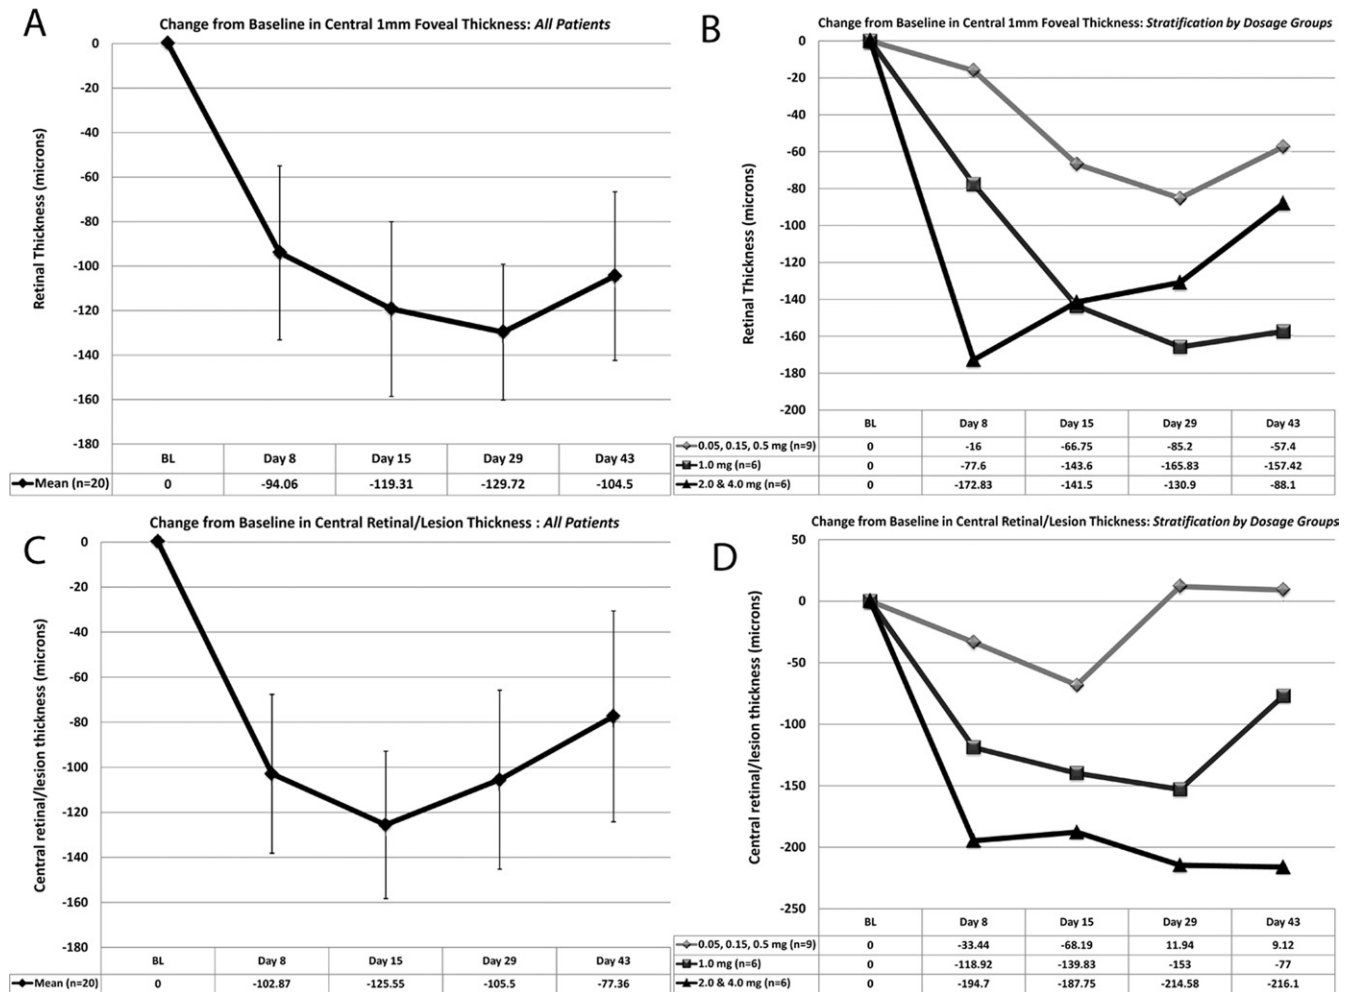 A
Change from Baseline in Central 1mm Foveal Thickness: All Patients
Retinal Thickness (microns)
0
-20
-40
-60
-80
-100
-120
-140
-160
-180
BL Day 8 Day 15 Day 29 Day 43
Mean (n=20) 0 -94.06 -119.31 -129.72 -104.5
B
Change from Baseline in Central 1mm Foveal Thickness: Stratification by Dosage Groups
Retinal Thickness (microns)
0
-20
-40
-60
-80
-100
-120
-140
-160
-180
-200
BL Day 8 Day 15 Day 29 Day 43
0.05, 0.15, 0.5 mg (n=9) 0 -16 -66.75 -85.2 -57.4
1.0 mg (n=6) 0 -77.6 -143.6 -165.83 -157.42
2.0 & 4.0 mg (n=6) 0 -172.83 -141.5 -130.9 -88.1
C
Change from Baseline in Central Retinal/Lesion Thickness : All Patients
Central retinal/lesion thickness (microns)
0
-20
-40
-60
-80
-100
-120
-140
-160
-180
BL Day 8 Day 15 Day 29 Day 43
Mean (n=20) 0 -102.87 -125.55 -105.5 -77.36
D
Change from Baseline in Central Retinal/Lesion Thickness: Stratification by Dosage Groups
Central retinal/lesion thickness (microns)
50
0
-50
-100
-150
-200
-250
BL Day 8 Day 15 Day 29 Day 43
0.05, 0.15, 0.5 mg (n=9) 0 -33.44 -68.19 11.94 9.12
1.0 mg (n=6) 0 -118.92 -139.83 -153 -77
2.0 & 4.0 mg (n=6) 0 -194.7 -187.75 -214.58 -216.1